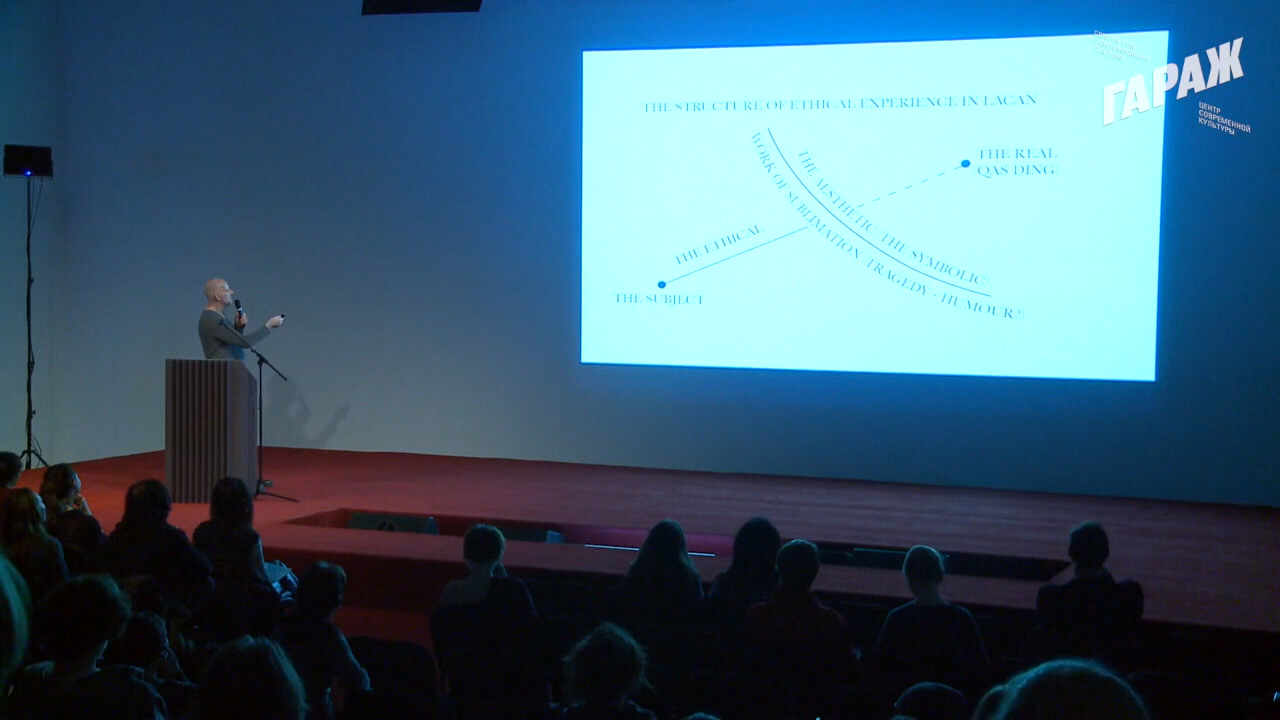 THE STRUCTURE OF ETHICAL EXPERIENCE IN LACAN
THE REAL
(AS DING)
THE AESTHETIC (THE SYMBOLIC)
WORK OF SUBLIMATION (TRAGEDY - HUMOUR?)
THE ETHICAL
THE SUBJECT
ГАРАЖ
ЦЕНТР
СОВРЕМЕННОЙ
КУЛЬТУРЫ